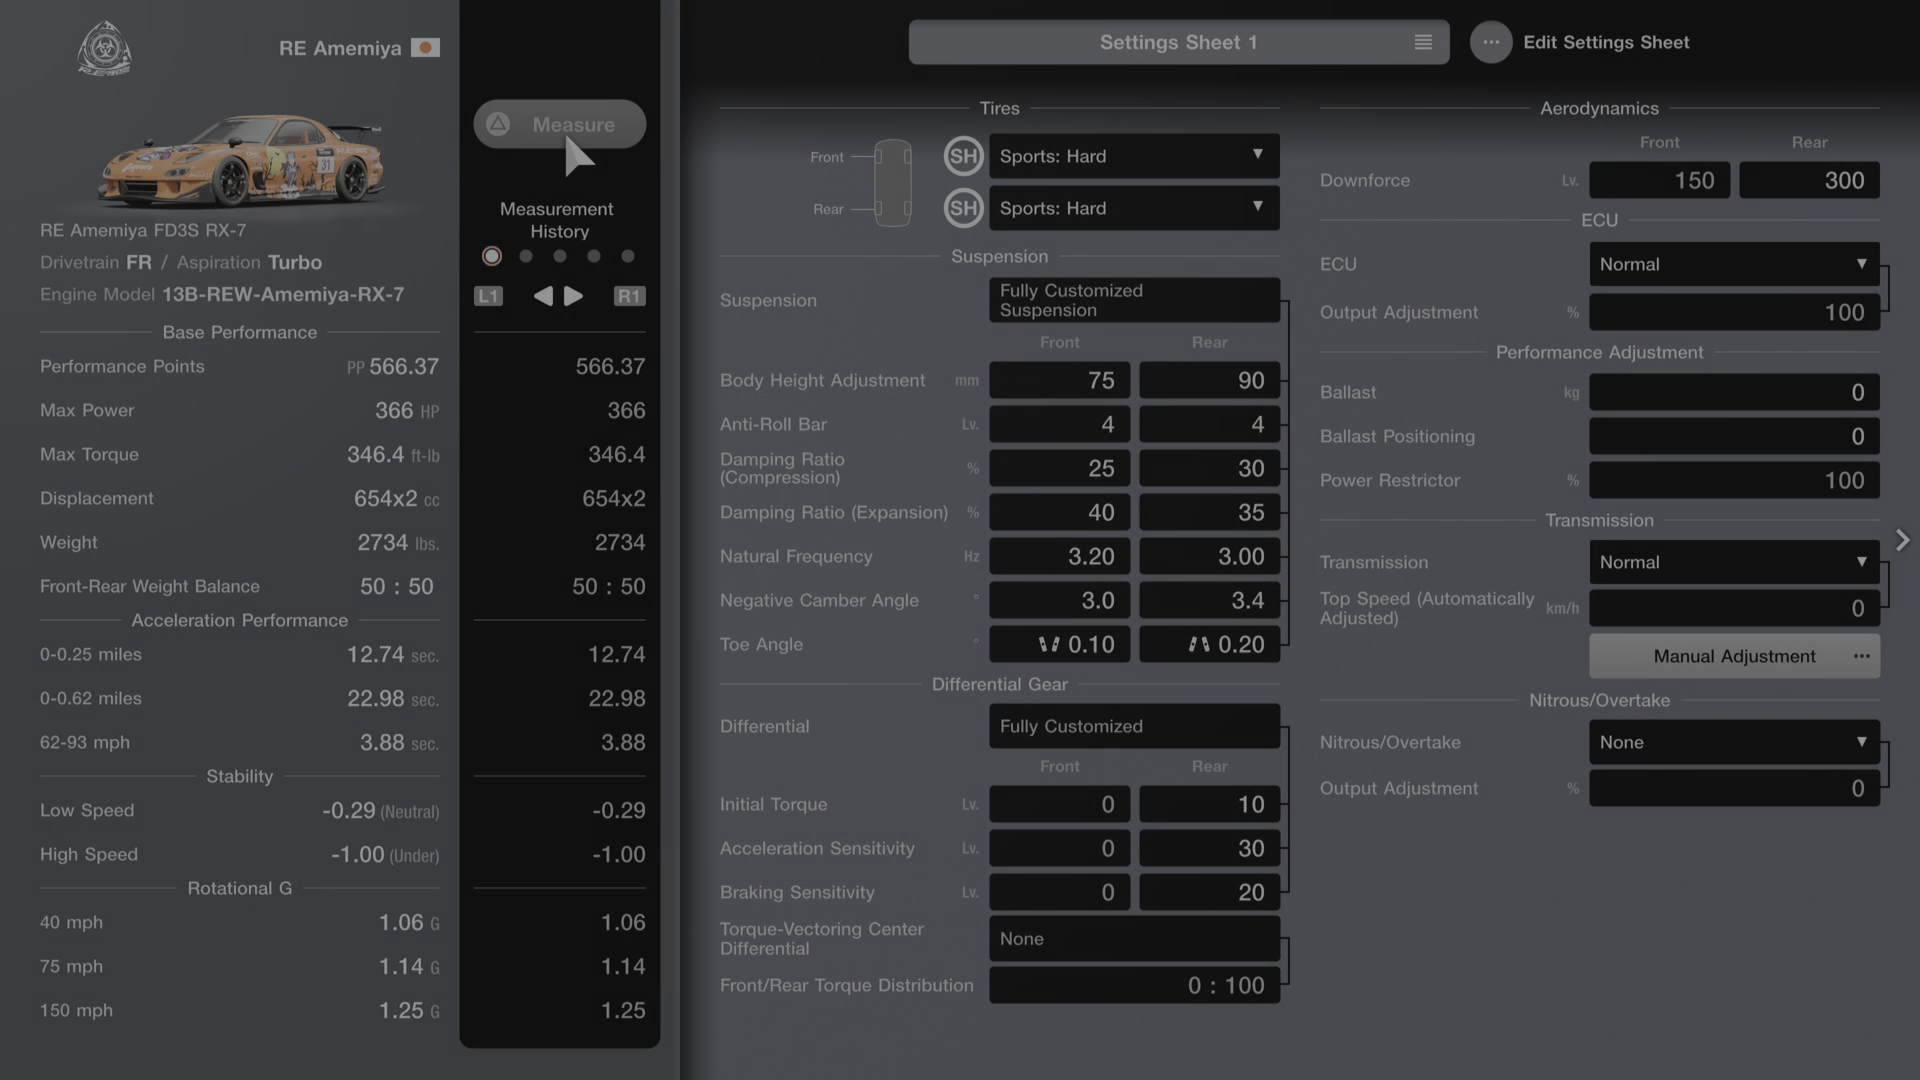 RE Amemiya
RE Amemiya FD3S RX-7
Drivetrain FR / Aspiration Turbo
Engine Model 13B-REW-Amemiya-RX-7
Base Performance
Performance Points PP 566.37
Max Power 366 HP
Max Torque 346.4 ft-lb
Displacement 654x2 cc
Weight 2734 lbs.
Front-Rear Weight Balance 50 : 50
Acceleration Performance
0-0.25 miles 12.74 sec.
0-0.62 miles 22.98 sec.
62-93 mph 3.88 sec.
Stability
Low Speed -0.29 (Neutral)
High Speed -1.00 (Under)
Rotational G
40 mph 1.06 G
75 mph 1.14 G
150 mph 1.25 G
Measure
Measurement
History
L1 R1
566.37
366
346.4
654x2
2734
50 : 50
12.74
22.98
3.88
-0.29
-1.00
1.06
1.14
1.25
Settings Sheet 1
Edit Settings Sheet
Tires
Front SH Sports: Hard
Rear SH Sports: Hard
Suspension
Suspension Fully Customized
Suspension
Front Rear
Body Height Adjustment mm 75 90
Anti-Roll Bar Lv. 4 4
Damping Ratio
(Compression) % 25 30
Damping Ratio (Expansion) % 40 35
Natural Frequency Hz 3.20 3.00
Negative Camber Angle ° 3.0 3.4
Toe Angle ° 0.10 0.20
Differential Gear
Differential Fully Customized
Front Rear
Initial Torque Lv. 0 10
Acceleration Sensitivity Lv. 0 30
Braking Sensitivity Lv. 0 20
Torque-Vectoring Center
Differential None
Front/Rear Torque Distribution 0 : 100
Aerodynamics
Front Rear
Downforce Lv. 150 300
ECU
ECU Normal
Output Adjustment % 100
Performance Adjustment
Ballast kg 0
Ballast Positioning 0
Power Restrictor % 100
Transmission
Transmission Normal
Top Speed (Automatically
Adjusted) km/h 0
Manual Adjustment
Nitrous/Overtake
Nitrous/Overtake None
Output Adjustment % 0